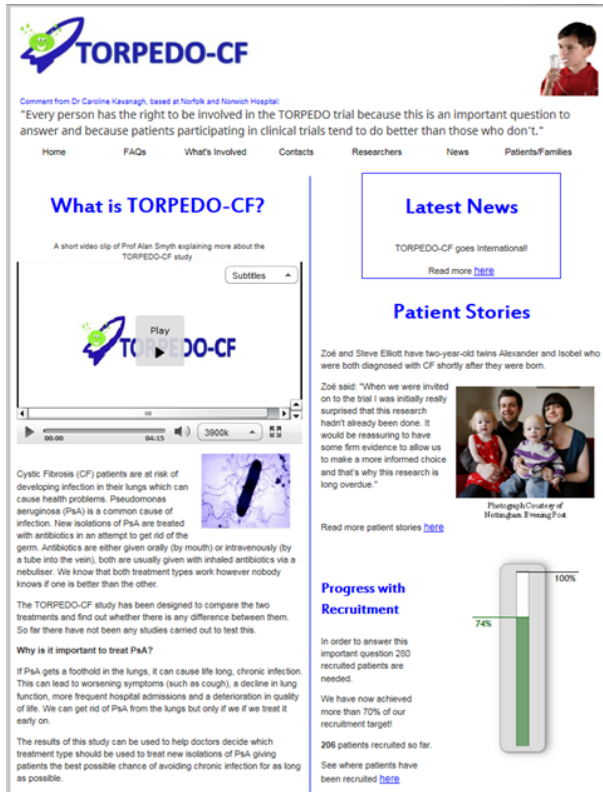 TORPEDO-CF
Comment from Dr Caroline Kavanagh, based at Norfolk and Norwich Hospital:
"Every person has the right to be involved in the TORPEDO trial because this is an important question to
answer and because patients participating in clinical trials tend to do better than those who don't."
Home FAQs What's Involved Contacts Researchers News Patients/Families
What is TORPEDO-CF?
A short video clip of Prof Alan Smyth explaining more about the
TORPEDO-CF study
Subtitles
Play
TORPEDO-CF
00:00 04:15 3900k
Cystic Fibrosis (CF) patients are at risk of
developing infection in their lungs which can
cause health problems. Pseudomonas
aeruginosa (PsA) is a common cause of
infection. New isolations of PsA are treated
with antibiotics in an attempt to get rid of the
germ. Antibiotics are either given orally (by mouth) or intravenously (by
a tube into the vein), both are usually given with inhaled antibiotics via a
nebuliser. We know that both treatment types work however nobody
knows if one is better than the other.
The TORPEDO-CF study has been designed to compare the two
treatments and find out whether there is any difference between them.
So far there have not been any studies carried out to test this.
Why is it important to treat PsA?
If PsA gets a foothold in the lungs, it can cause life long, chronic infection.
This can lead to worsening symptoms (such as cough), a decline in lung
function, more frequent hospital admissions and a deterioration in quality
of life. We can get rid of PsA from the lungs but only if we if we treat it
early on.
The results of this study can be used to help doctors decide which
treatment type should be used to treat new isolations of PsA giving
patients the best possible chance of avoiding chronic infection for as long
as possible.
Latest News
TORPEDO-CF goes International!
Read more here
Patient Stories
Zoë and Steve Elliott have two-year-old twins Alexander and Isobel who
were both diagnosed with CF shortly after they were born.
Zoë said: "When we were invited
on to the trial I was initially really
surprised that this research
hadn't already been done. It
would be reassuring to have
some firm evidence to allow us
to make a more informed choice
and that's why this research is
long overdue."
Photograph Courtesy of
Nottingham Evening Post
Read more patient stories here
Progress with
Recruitment
In order to answer this
important question 280
recruited patients are
needed.
We have now achieved
more than 70% of our
recruitment target!
206 patients recruited so far.
See where patients have
been recruited here
100%
74%